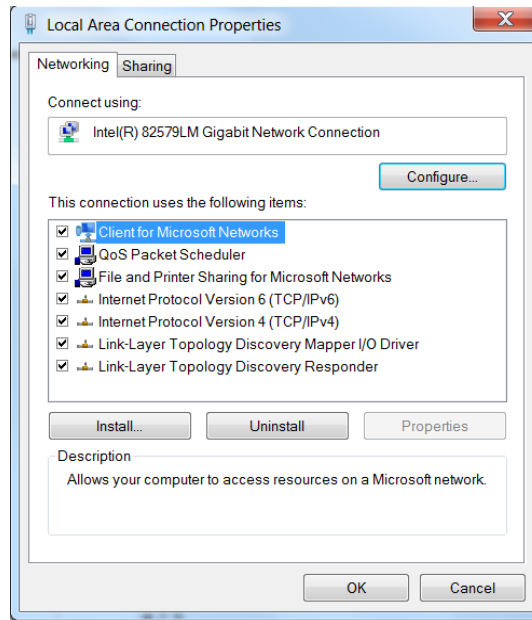 Local Area Connection Properties
Networking
Sharing
Connect using:
Intel(R) 82579LM Gigabit Network Connection
Configure...
This connection uses the following items:
Client for Microsoft Networks
QoS Packet Scheduler
File and Printer Sharing for Microsoft Networks
Internet Protocol Version 6 (TCP/IPv6)
Internet Protocol Version 4 (TCP/IPv4)
Link-Layer Topology Discovery Mapper I/O Driver
Link-Layer Topology Discovery Responder
Install...
Uninstall
Properties
Description
Allows your computer to access resources on a Microsoft network.
OK
Cancel